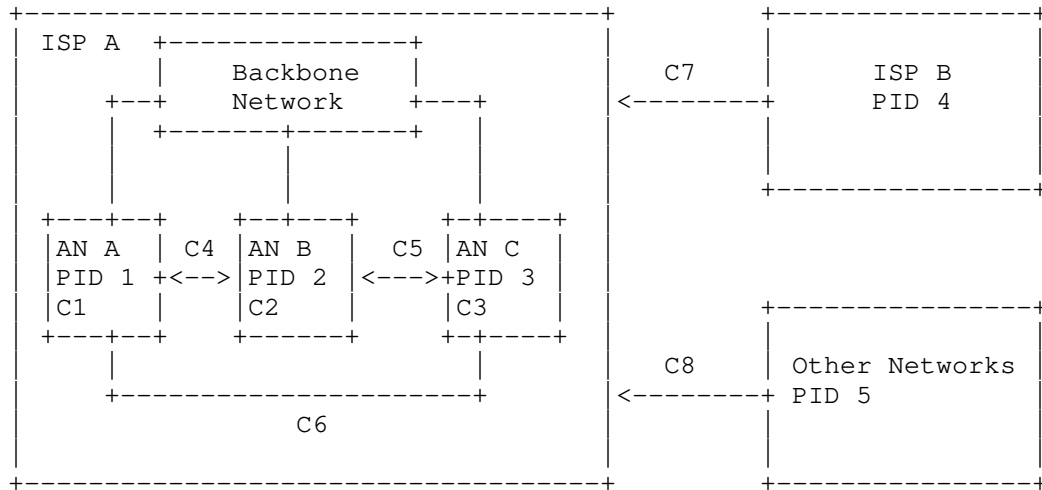 ISP A
Backbone
Network
C7
ISP B
PID 4
AN A C4 AN B C5 AN C
PID 1 PID 2 PID 3
C1 C2 C3
C8
Other Networks
PID 5
C6